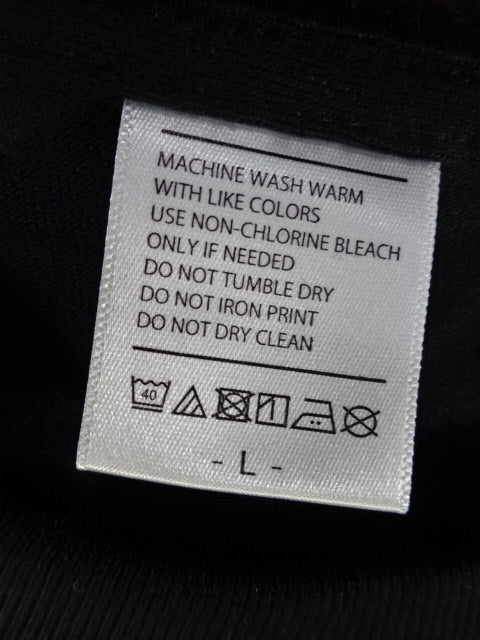 MACHINE WASH WARM
WITH LIKE COLORS
USE NON-CHLORINE BLEACH
ONLY IF NEEDED
DO NOT TUMBLE DRY
DO NOT IRON PRINT
DO NOT DRY CLEAN
40
- L -